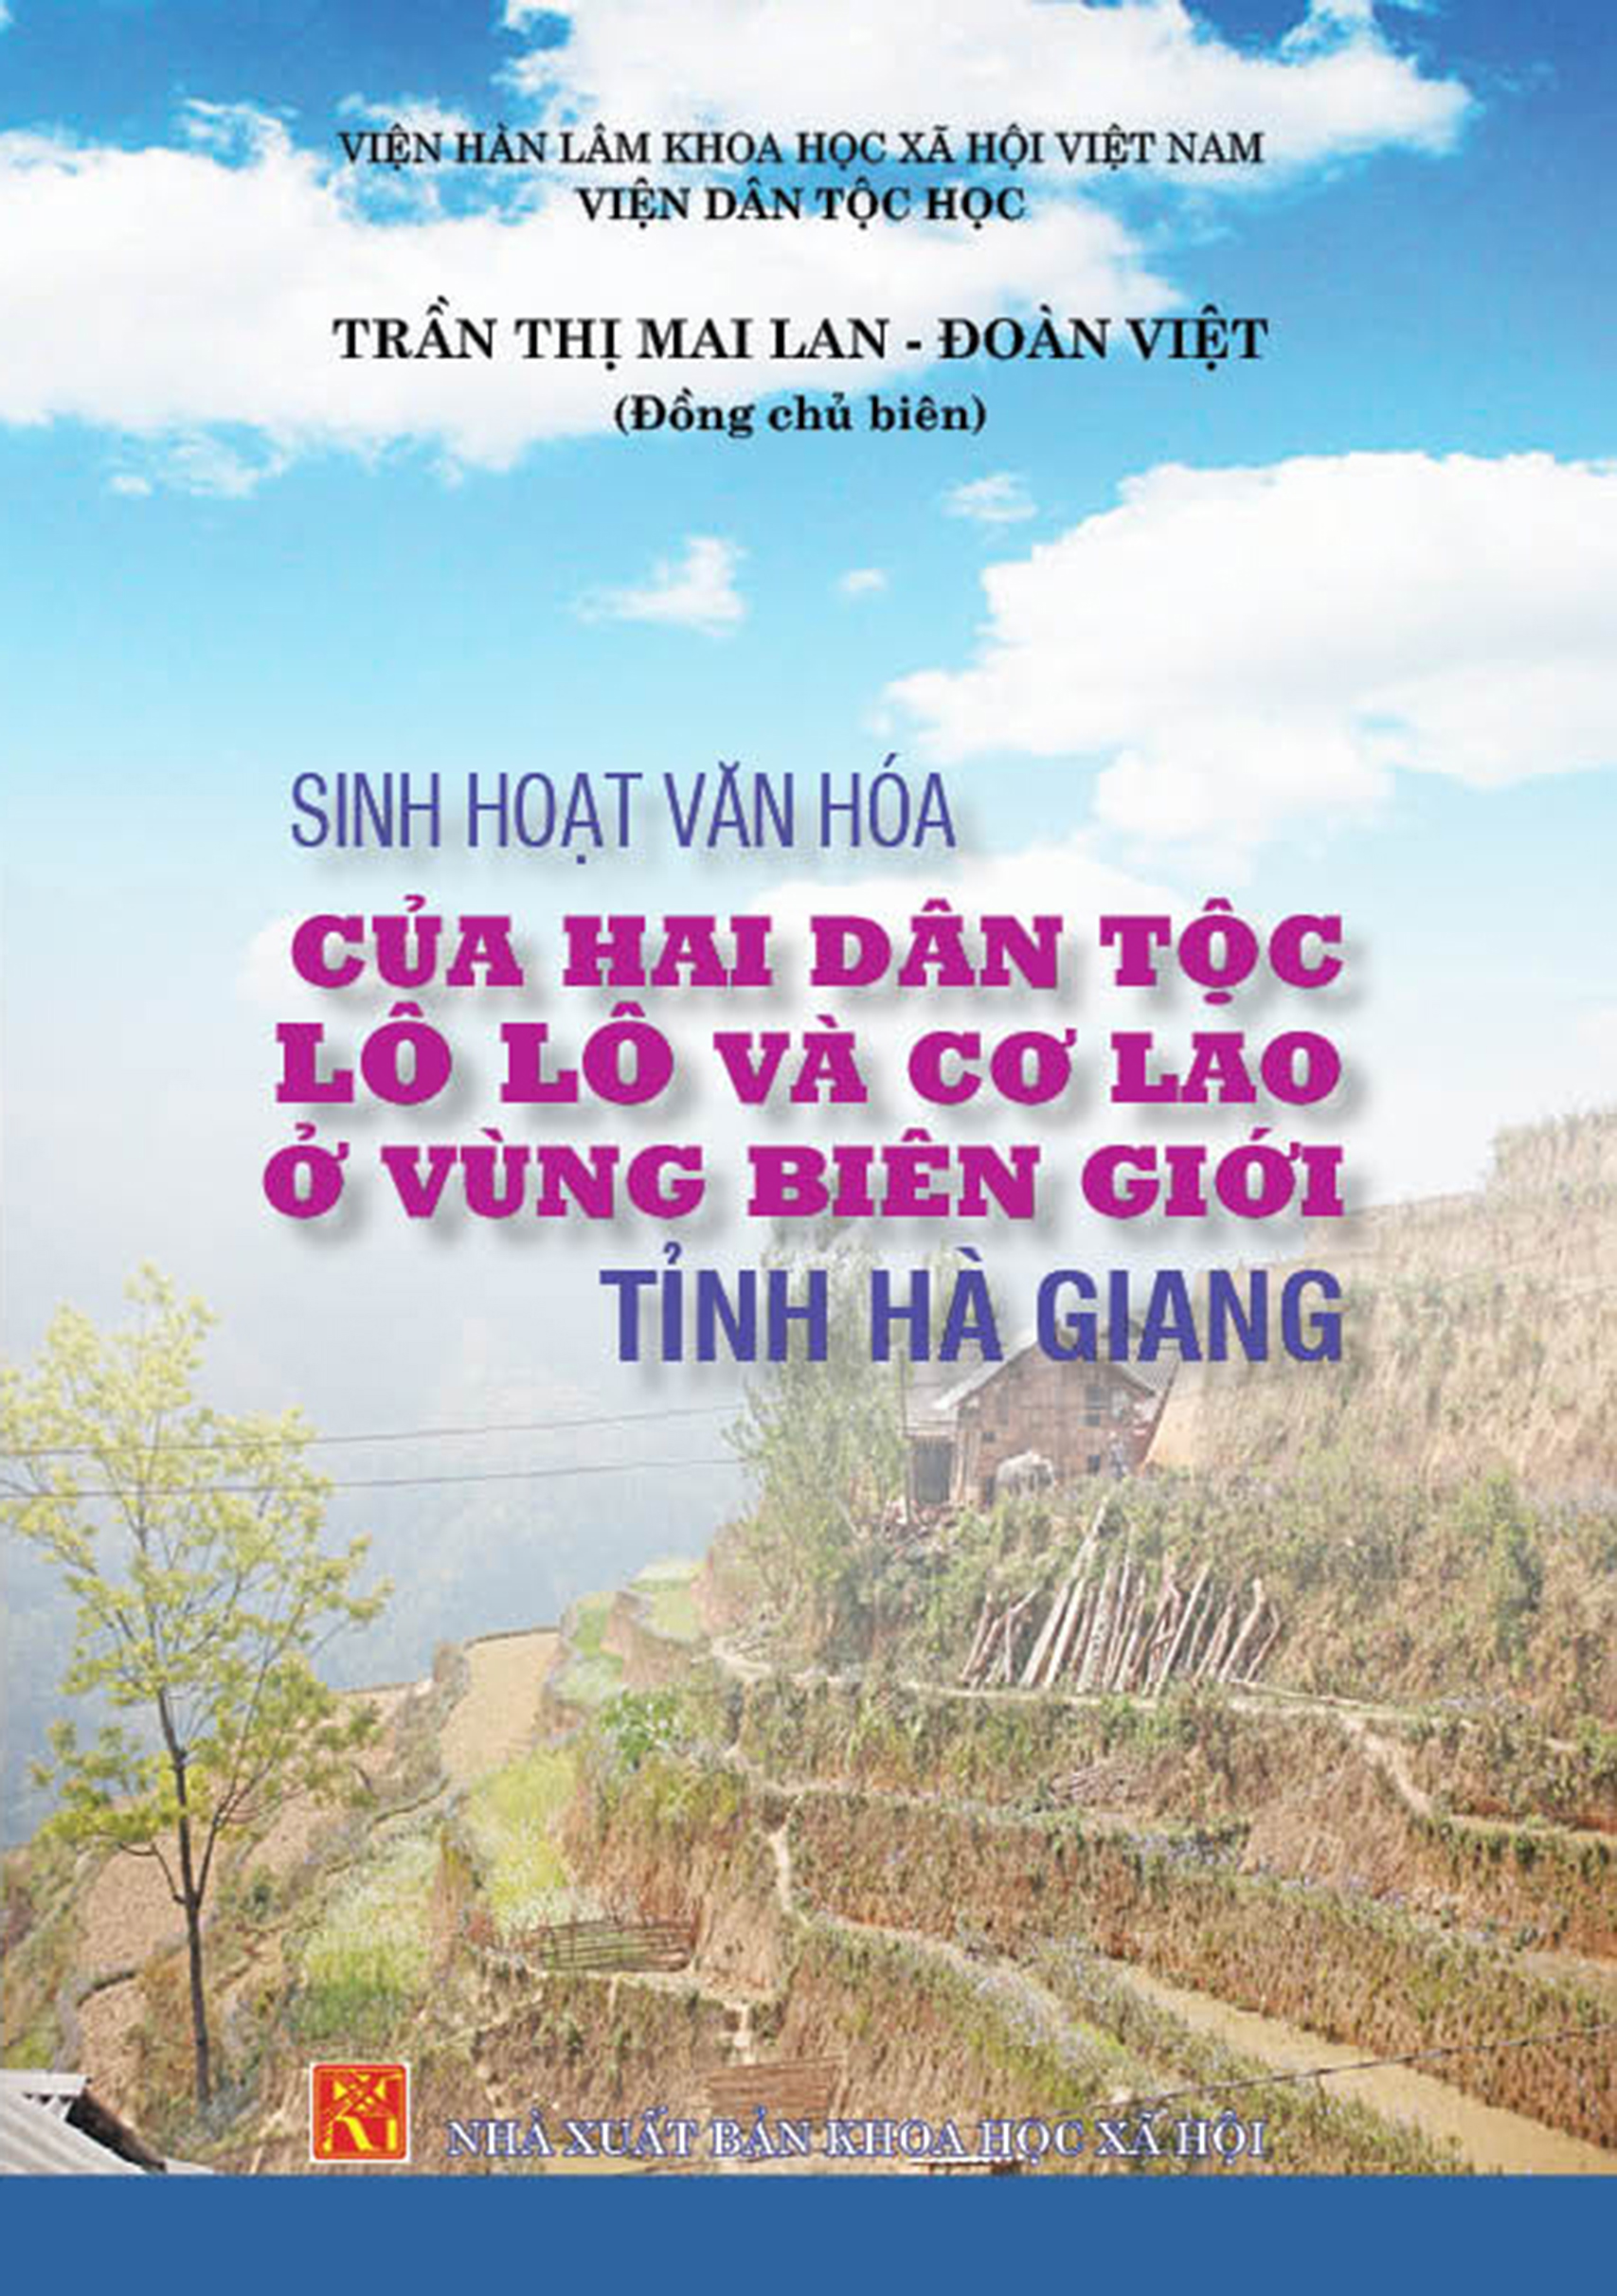 VIỆN HÀN LÂM KHOA HỌC XÃ HỘI VIỆT NAM
VIỆN DÂN TỘC HỌC
TRẦN THỊ MAI LAN - ĐOÀN VIỆT
(Đồng chủ biên)
SINH HOẠT VĂN HÓA
CỦA HAI DÂN TỘC
LÔ LÔ VÀ CƠ LAO
Ở VÙNG BIÊN GIỚI
TỈNH HÀ GIANG
NHÀ XUẤT BẢN KHOA HỌC XÃ HỘI